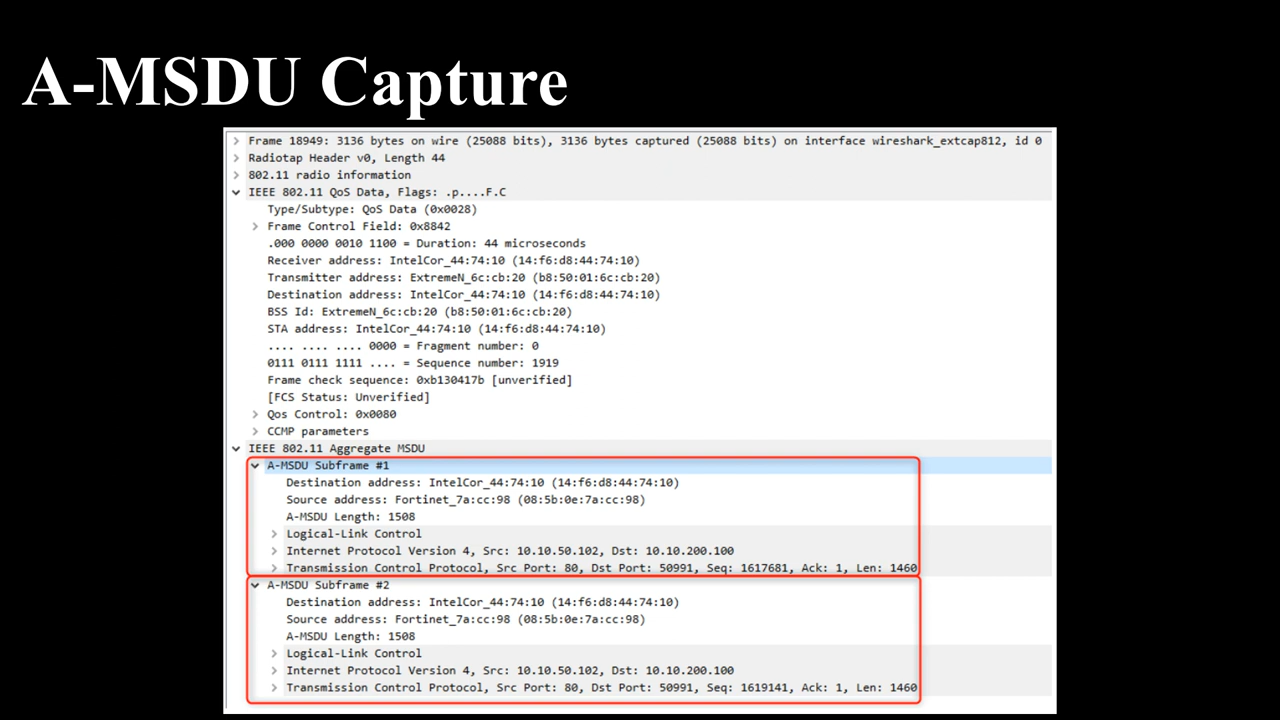 A-MSDU Capture
Frame 18949: 3136 bytes on wire (25088 bits), 3136 bytes captured (25088 bits) on interface wireshark_extcap812, id 0
Radiotap Header v0, Length 44
802.11 radio information
IEEE 802.11 QoS Data, Flags: .p....F.C
Type/Subtype: QoS Data (0x0028)
Frame Control Field: 0x8842
.000 0000 0010 1100 = Duration: 44 microseconds
Receiver address: IntelCor_44:74:10 (14:f6:d8:44:74:10)
Transmitter address: ExtremeN_6c:cb:20 (b8:50:01:6c:cb:20)
Destination address: IntelCor_44:74:10 (14:f6:d8:44:74:10)
BSS Id: ExtremeN_6c:cb:20 (b8:50:01:6c:cb:20)
STA address: IntelCor_44:74:10 (14:f6:d8:44:74:10)
.... .... .... 0000 = Fragment number: 0
0111 0111 1111 .... = Sequence number: 1919
Frame check sequence: 0xb130417b [unverified]
[FCS Status: Unverified]
Qos Control: 0x0080
CCMP parameters
IEEE 802.11 Aggregate MSDU
A-MSDU Subframe #1
Destination address: IntelCor_44:74:10 (14:f6:d8:44:74:10)
Source address: Fortinet_7a:cc:98 (08:5b:0e:7a:cc:98)
A-MSDU Length: 1508
Logical-Link Control
Internet Protocol Version 4, Src: 10.10.50.102, Dst: 10.10.200.100
Transmission Control Protocol, Src Port: 80, Dst Port: 50991, Seq: 1617681, Ack: 1, Len: 1460
A-MSDU Subframe #2
Destination address: IntelCor_44:74:10 (14:f6:d8:44:74:10)
Source address: Fortinet_7a:cc:98 (08:5b:0e:7a:cc:98)
A-MSDU Length: 1508
Logical-Link Control
Internet Protocol Version 4, Src: 10.10.50.102, Dst: 10.10.200.100
Transmission Control Protocol, Src Port: 80, Dst Port: 50991, Seq: 1619141, Ack: 1, Len: 1460